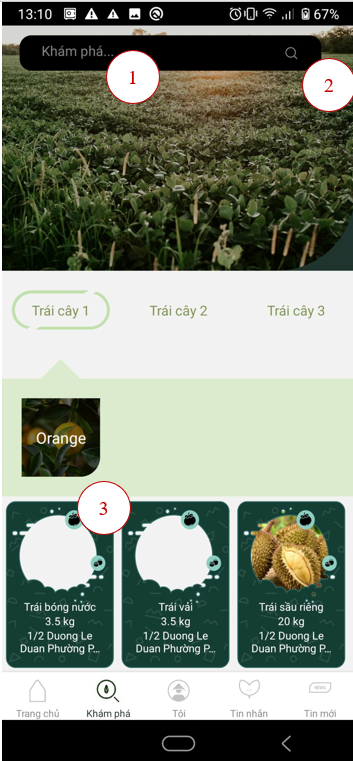 13:10
67%
Khám phá...
1
2
Trái cây 1
Trái cây 2
Trái cây 3
Orange
3
Trái bóng nước
3.5 kg
1/2 Duong Le
Duan Phường P...
Trái vải
3.5 kg
1/2 Duong Le
Duan Phường P...
Trái sầu riêng
20 kg
1/2 Duong Le
Duan Phường P...
Trang chủ
Khám phá
Tôi
Tin nhắn
NEWS
Tin mới